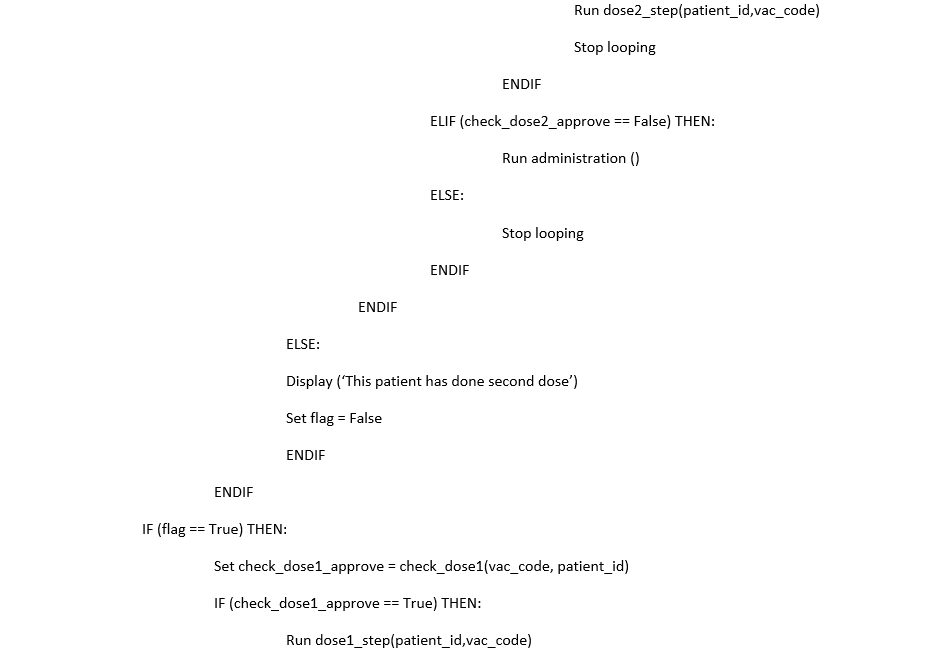 Run dose2_step(patient_id,vac_code)
Stop looping
ENDIF
ELIF (check_dose2_approve == False) THEN:
Run administration ()
ELSE:
Stop looping
ENDIF
ENDIF
ELSE:
Display (‘This patient has done second dose’)
Set flag = False
ENDIF
ENDIF
IF (flag == True) THEN:
Set check_dose1_approve = check_dose1(vac_code, patient_id)
IF (check_dose1_approve == True) THEN:
Run dose1_step(patient_id,vac_code)